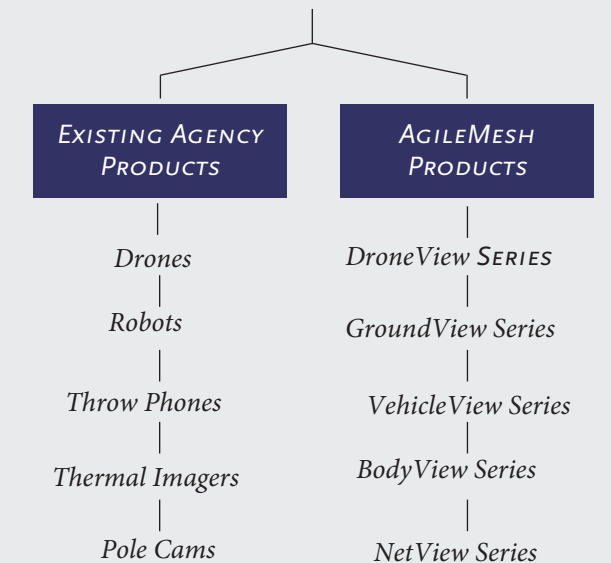 Existing Agency
Products
Drones
Robots
Throw Phones
Thermal Imagers
Pole Cams
AgileMesh
Products
DroneView Series
GroundView Series
VehicleView Series
BodyView Series
NetView Series